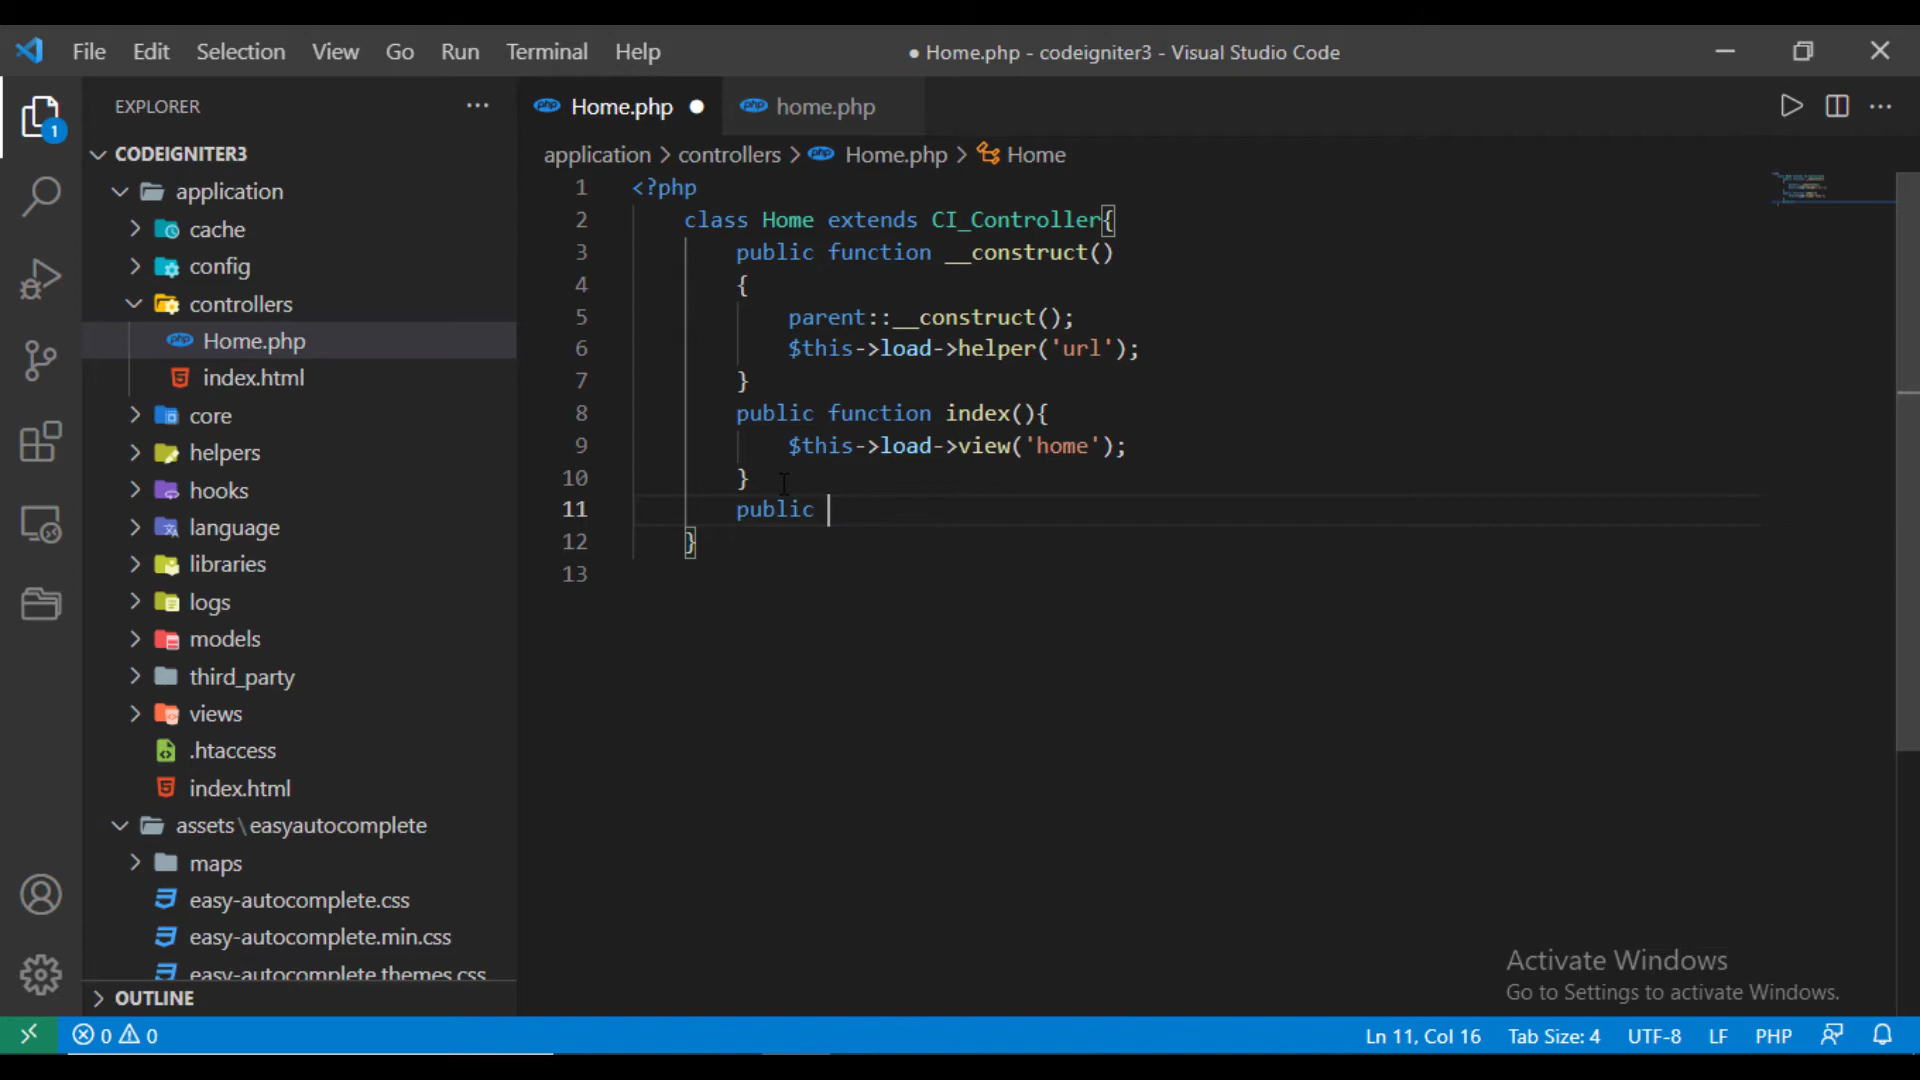 File Edit Selection View Go Run Terminal Help
● Home.php - codeigniter3 - Visual Studio Code
EXPLORER
CODEIGNITER3
application
cache
config
controllers
Home.php
index.html
core
helpers
hooks
language
libraries
logs
models
third_party
views
.htaccess
index.html
assets\easyautocomplete
maps
easy-autocomplete.css
easy-autocomplete.min.css
easy-autocomplete.themes.css
OUTLINE
1
Home.php ● home.php
application > controllers > Home.php > Home
1 <?php
2 class Home extends CI_Controller{
3 public function __construct()
4 {
5 parent::__construct();
6 $this->load->helper('url');
7 }
8 public function index(){
9 $this->load->view('home');
10 }
11 public
12 }
13
Activate Windows
Go to Settings to activate Windows.
0 0 Ln 11, Col 16 Tab Size: 4 UTF-8 LF PHP